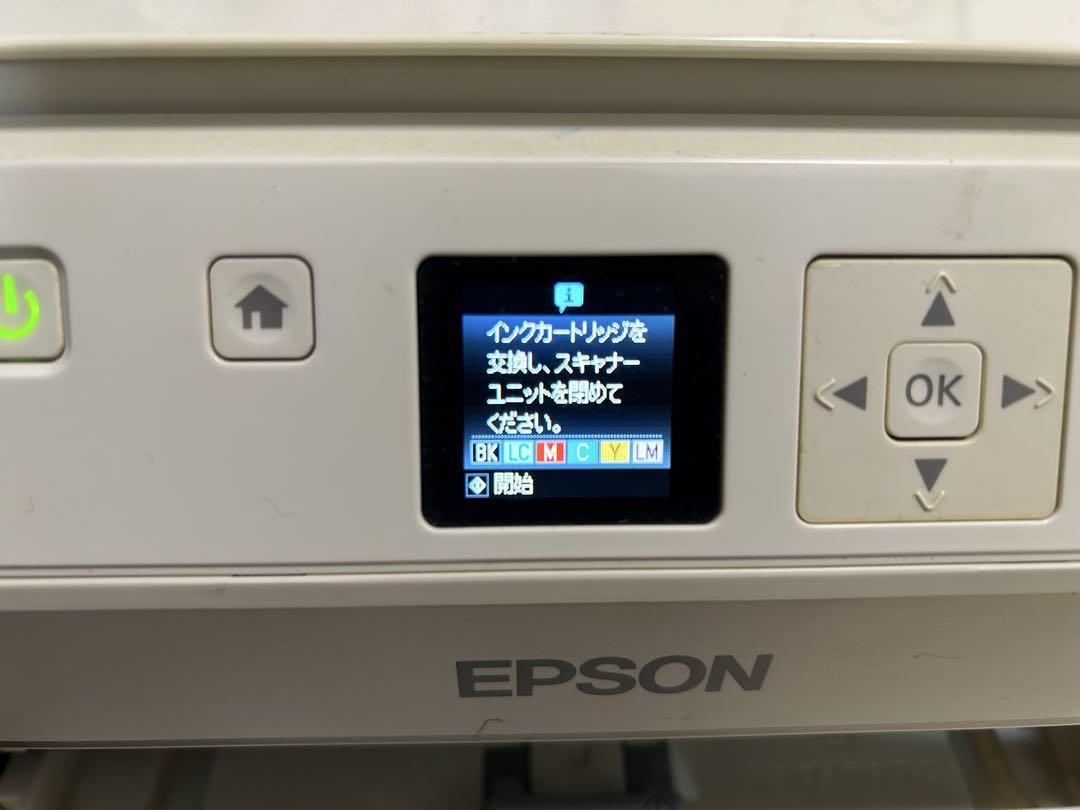 i
インクカートリッジを
交換し、スキャナー
ユニットを閉めて
ください。
BK LC M C Y LM
開始
OK
EPSON